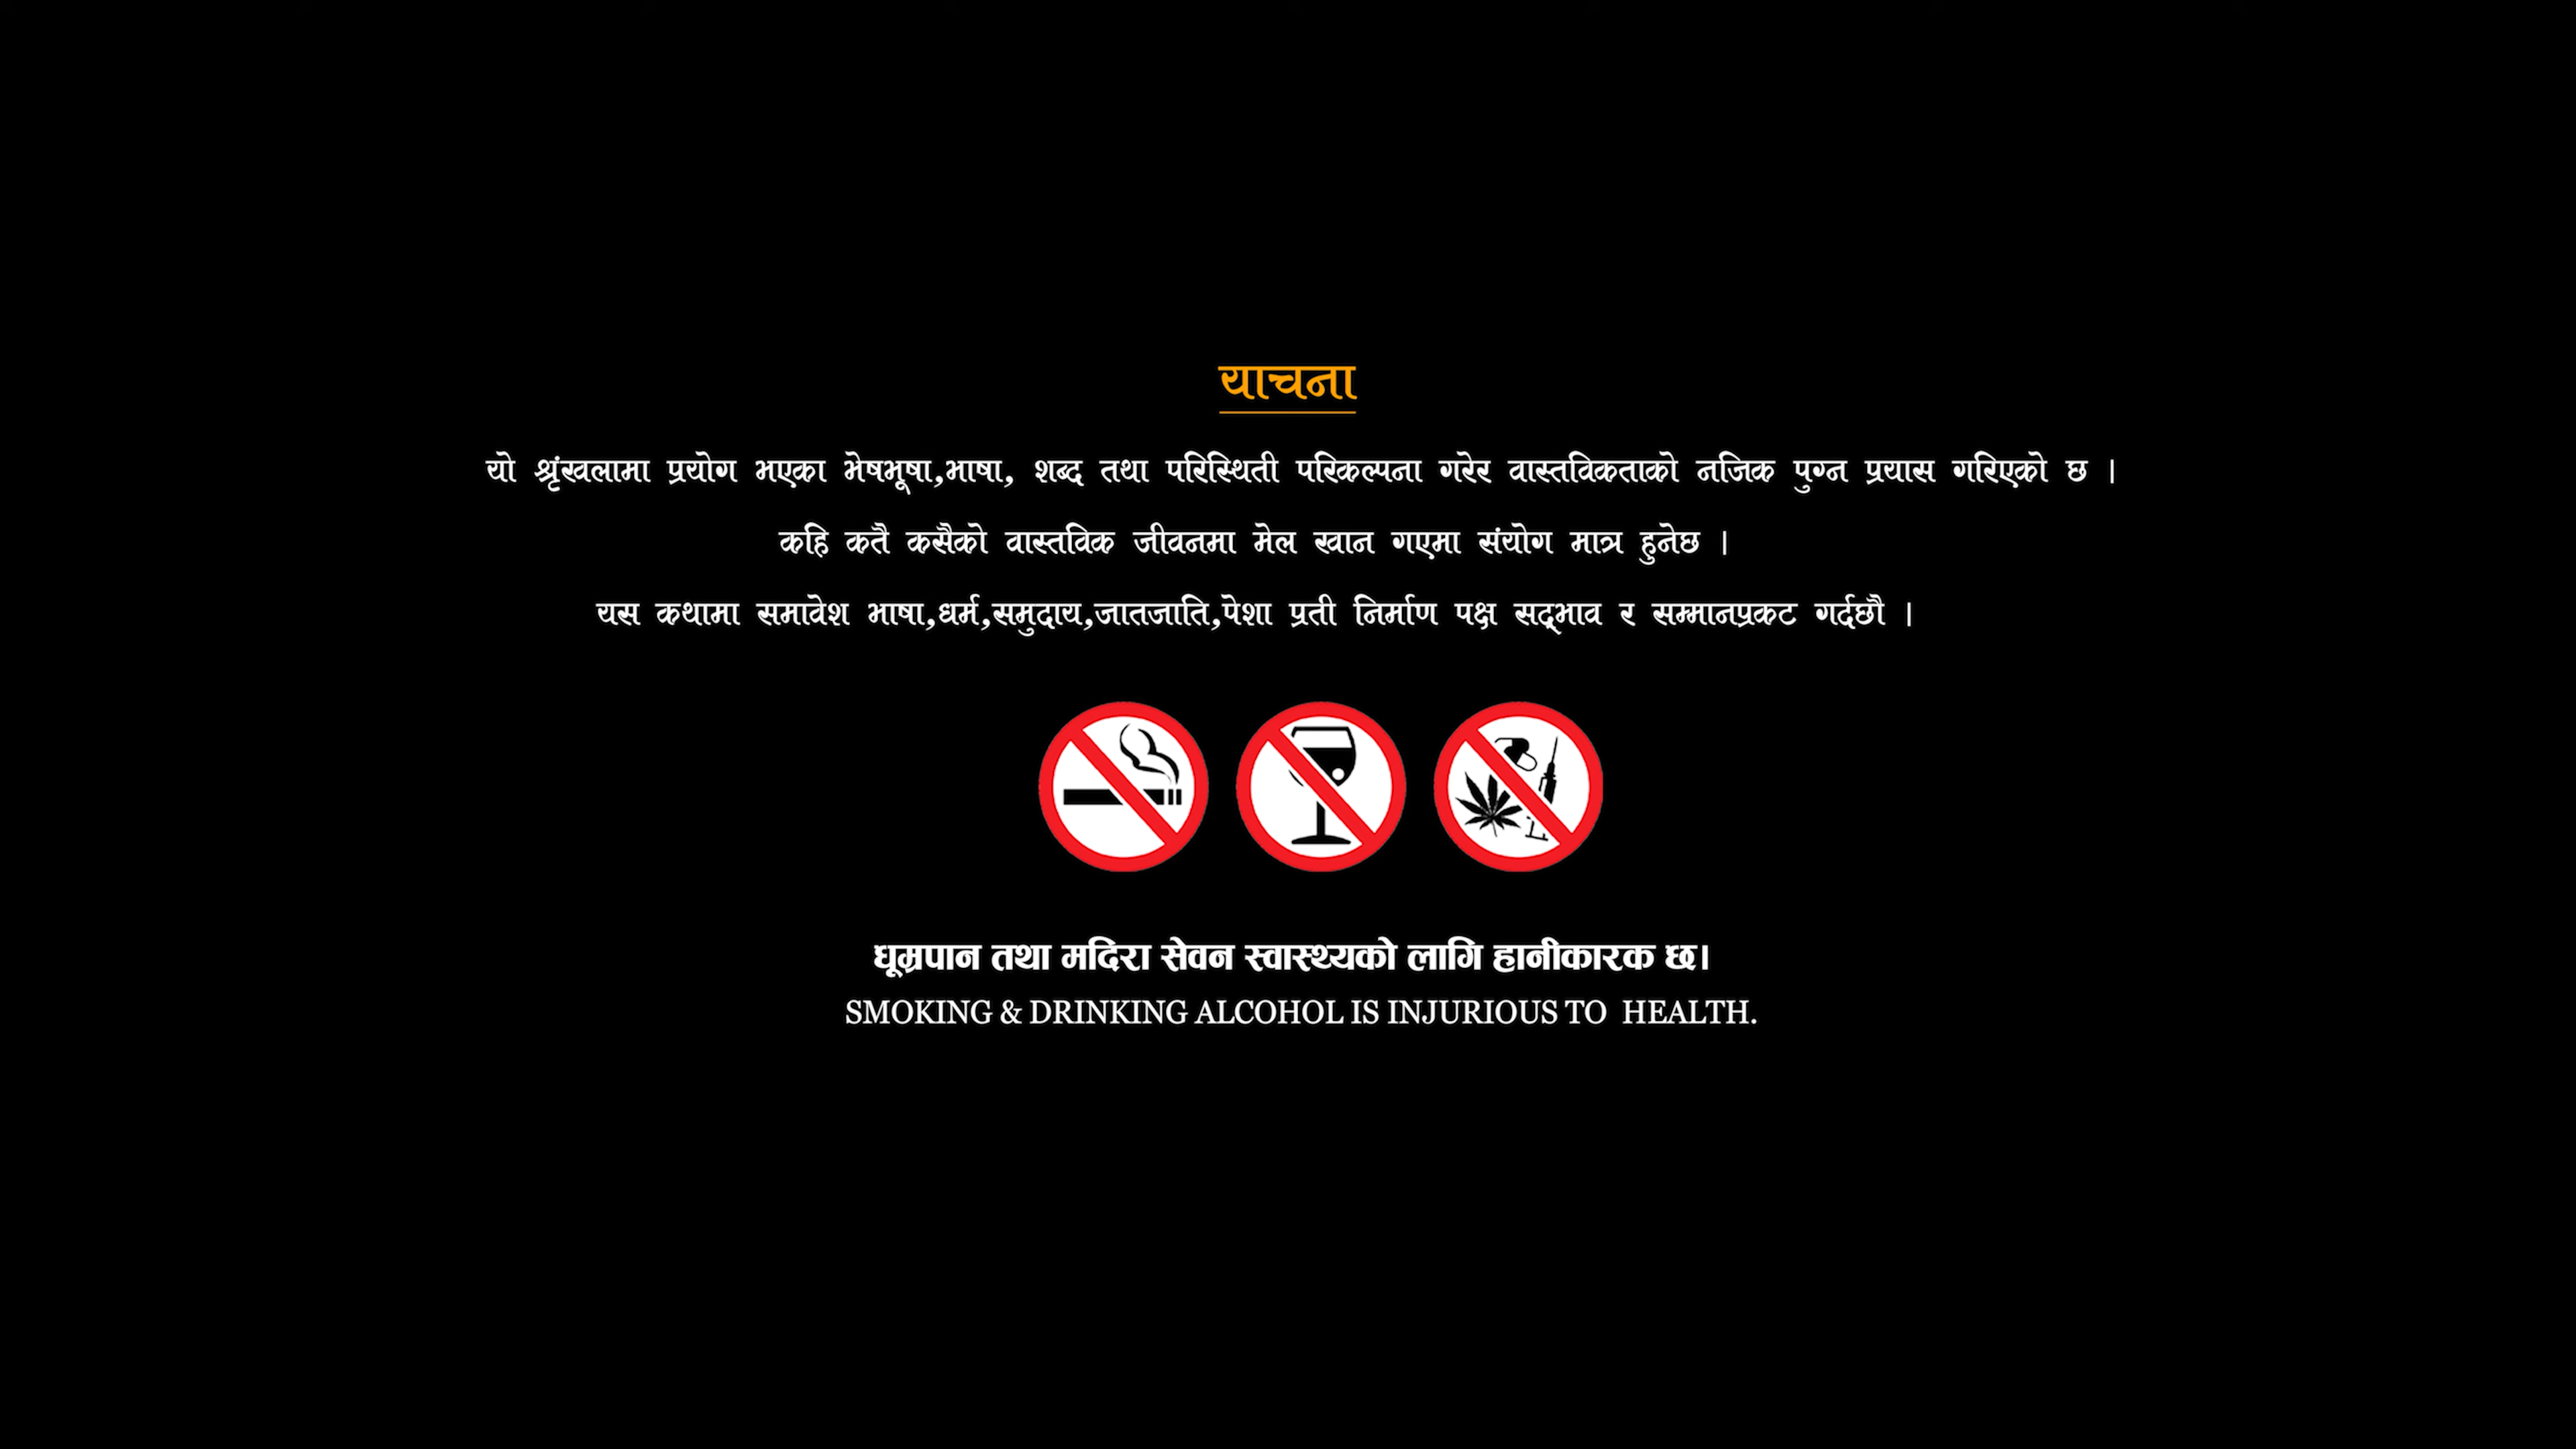 याचना
यो श्रृंखलामा प्रयोग भएका भेषभूषा,भाषा, शब्द तथा परिस्थिती परिकल्पना गरेर वास्तविकताको नजिक पुग्न प्रयास गरिएको छ |
कहि कतै कसैको वास्तविक जीवनमा मेल खान गएमा संयोग मात्र हुनेछ |
यस कथामा समावेश भाषा,धर्म,समुदाय,जातजाति,पेशा प्रती निर्माण पक्ष सद्भाव र सम्मानप्रकट गर्दछौ |
धूम्रपान तथा मदिरा सेवन स्वास्थ्यको लागि हानीकारक छ।
SMOKING & DRINKING ALCOHOL IS INJURIOUS TO  HEALTH.